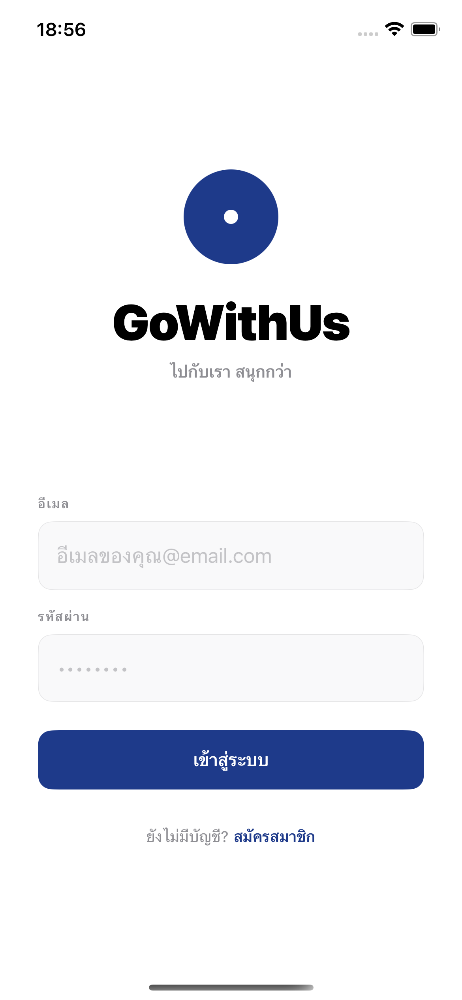 18:56
GoWithUs
ไปกับเรา สนุกกว่า
อีเมล
อีเมลของคุณ@email.com
รหัสผ่าน
••••••••
เข้าสู่ระบบ
ยังไม่มีบัญชี? สมัครสมาชิก